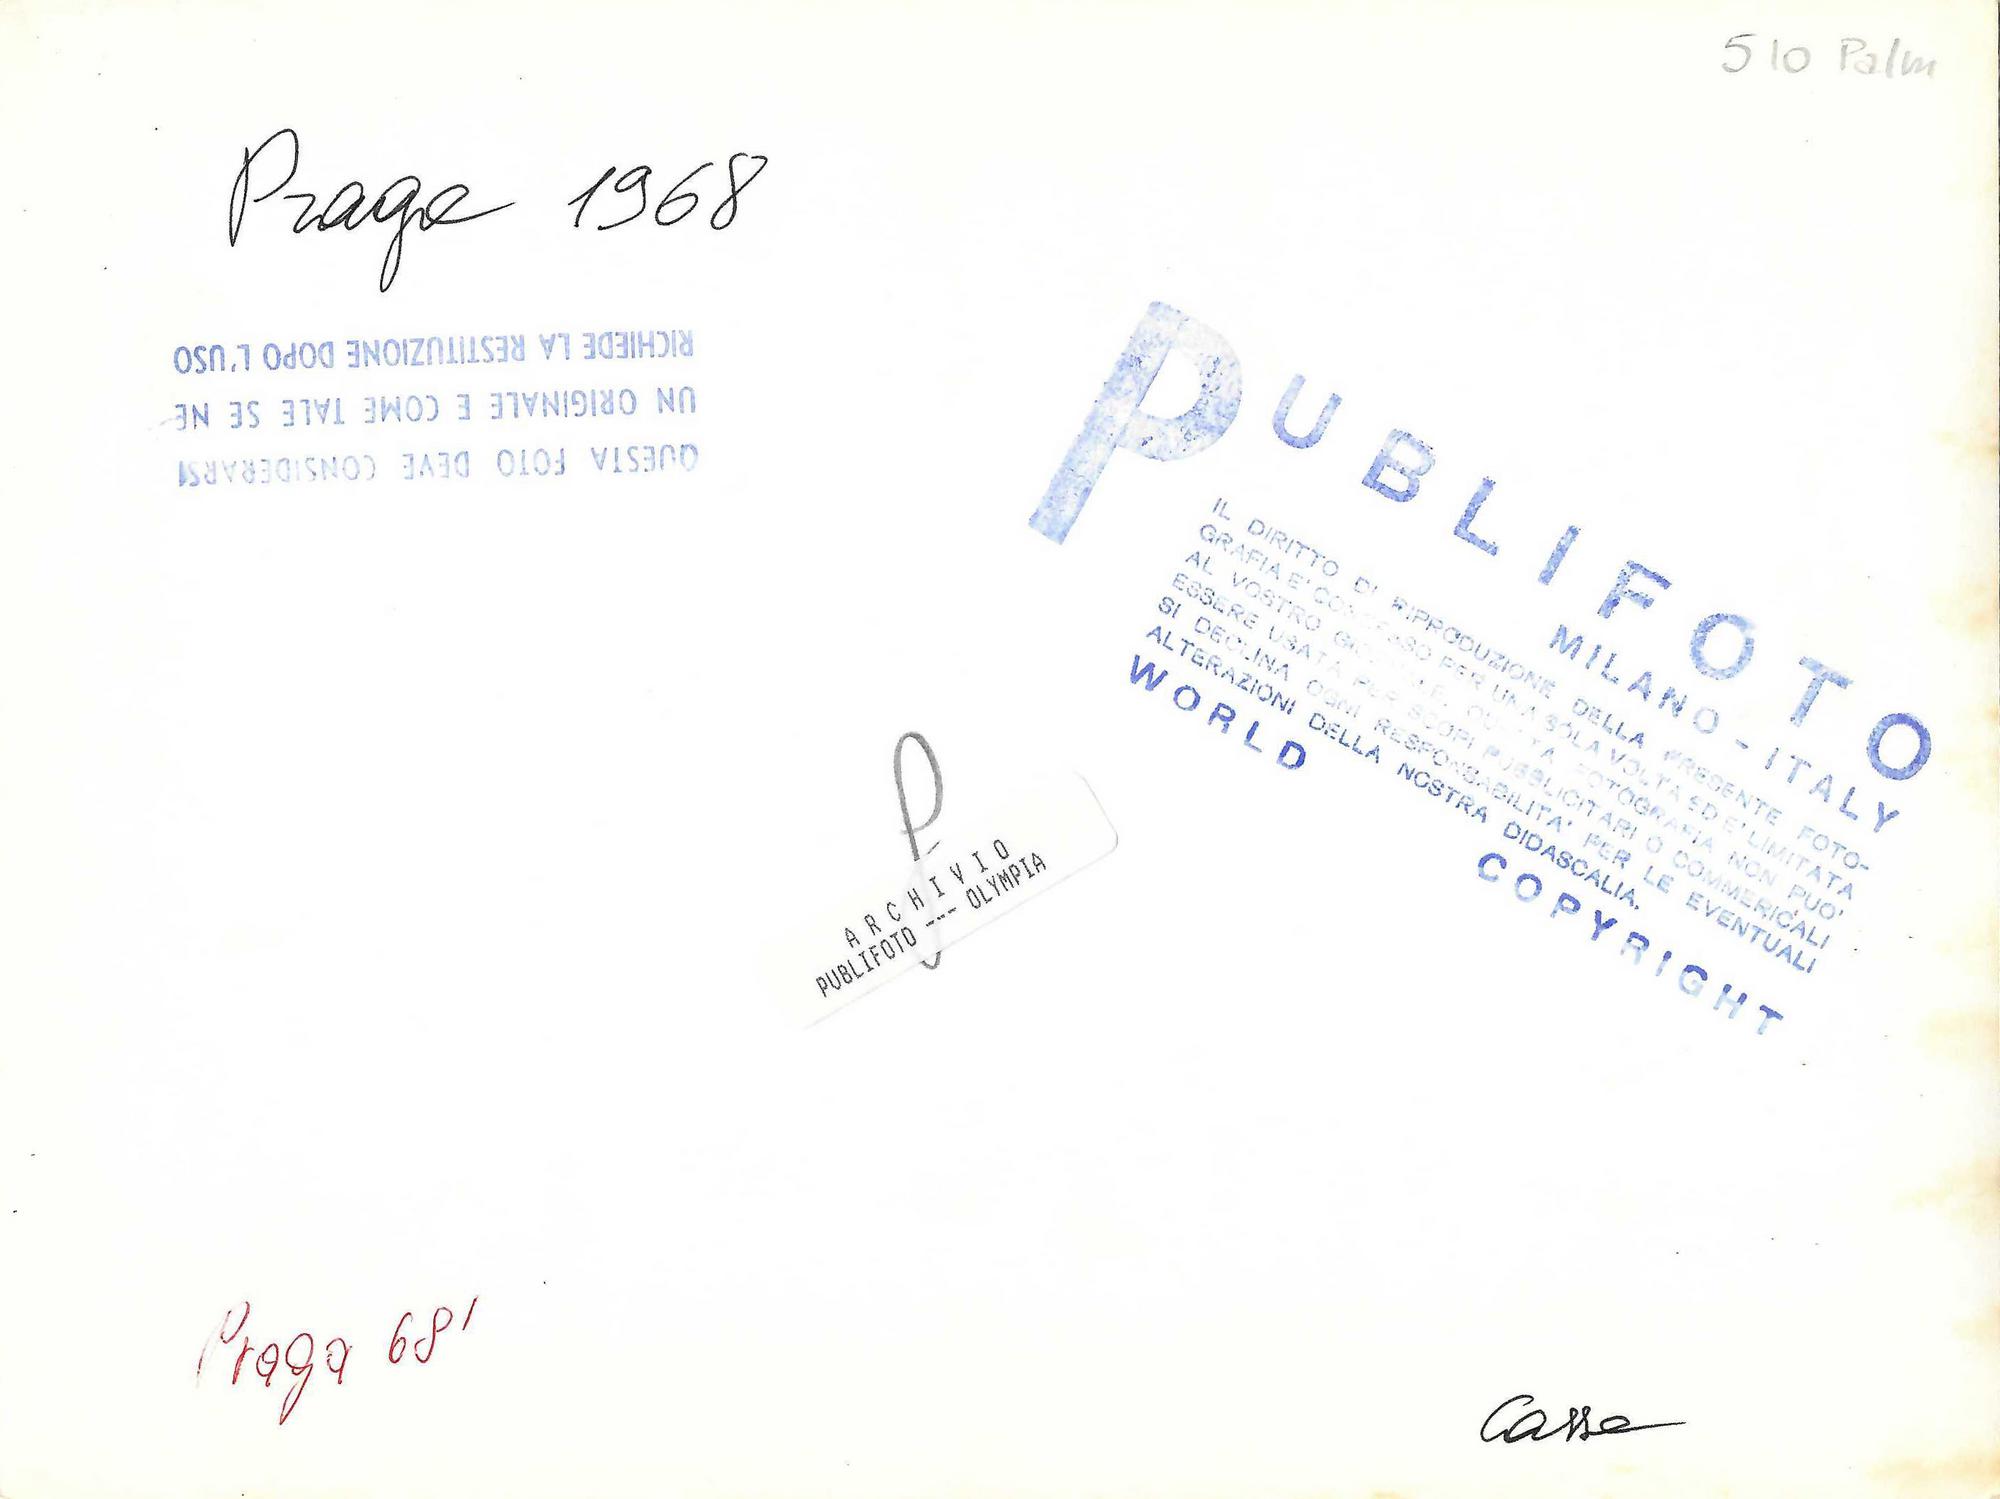 510 Palm
Praga 1968
QUESTA FOTO DEVE CONSIDERARSI
UN ORIGINALE E COME TALE SE NE
RICHIEDE LA RESTITUZIONE DOPO L'USO
PUBLIFOTO
MILANO - ITALY
IL DIRITTO DI RIPRODUZIONE DELLA PRESENTE FOTO-
GRAFIA E' CONCESSO PER UNA SOLA VOLTA ED E' LIMITATA
AL VOSTRO GIORNALE. QUESTA FOTOGRAFIA NON PUO'
ESSERE USATA PER SCOPI PUBBLICITARI O COMMERICALI
SI DECLINA OGNI RESPONSABILITA' PER LE EVENTUALI
ALTERAZIONI DELLA NOSTRA DIDASCALIA.
WORLD COPYRIGHT
P
ARCHIVIO
PUBLIFOTO --- OLYMPIA
Praga 68'
Casse